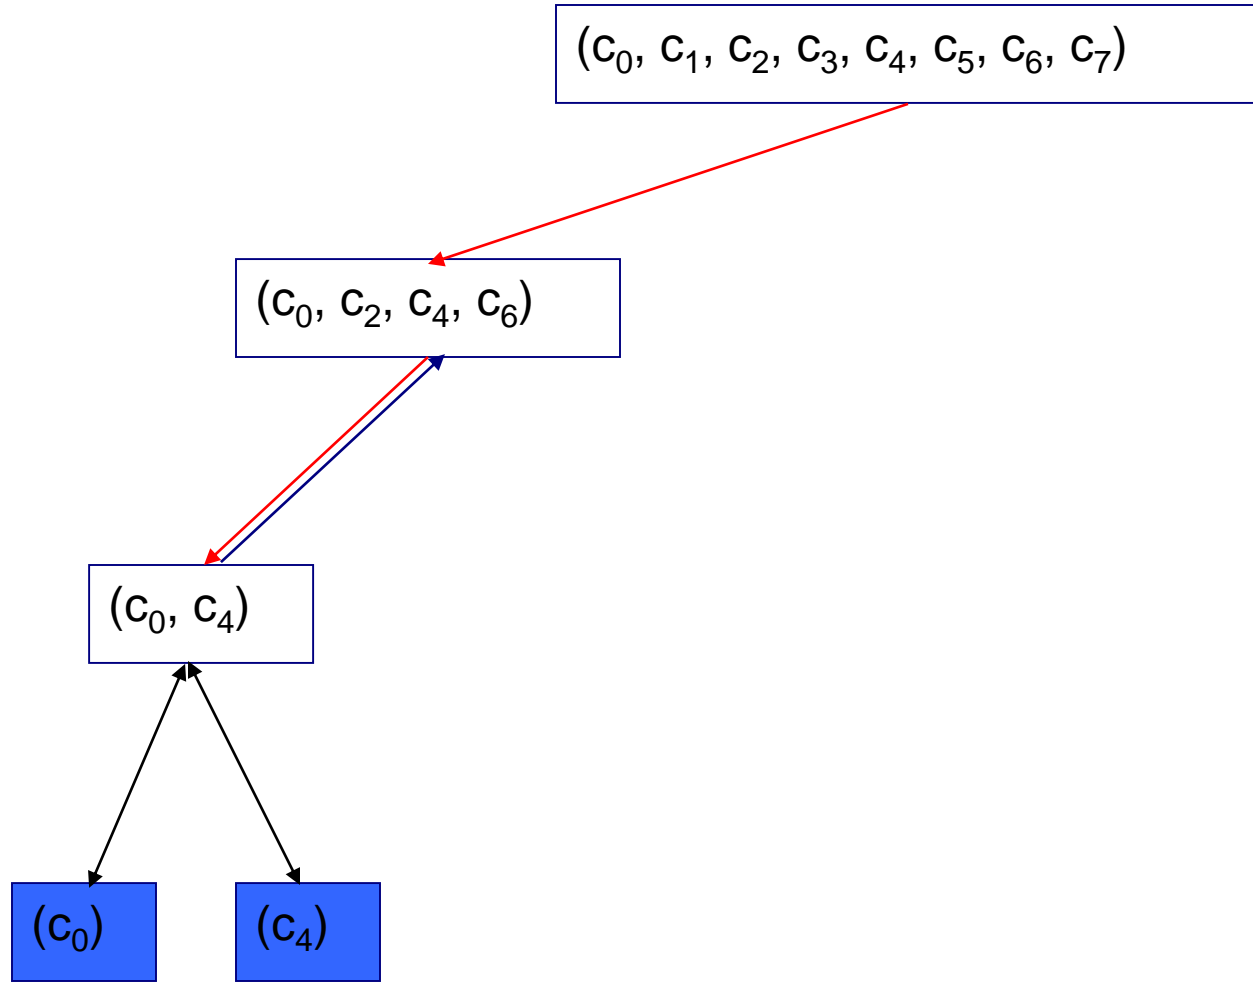 (c₀, c₁, c₂, c₃, c₄, c₅, c₆, c₇)
(c₀, c₂, c₄, c₆)
(c₀, c₄)
(c₀)
(c₄)